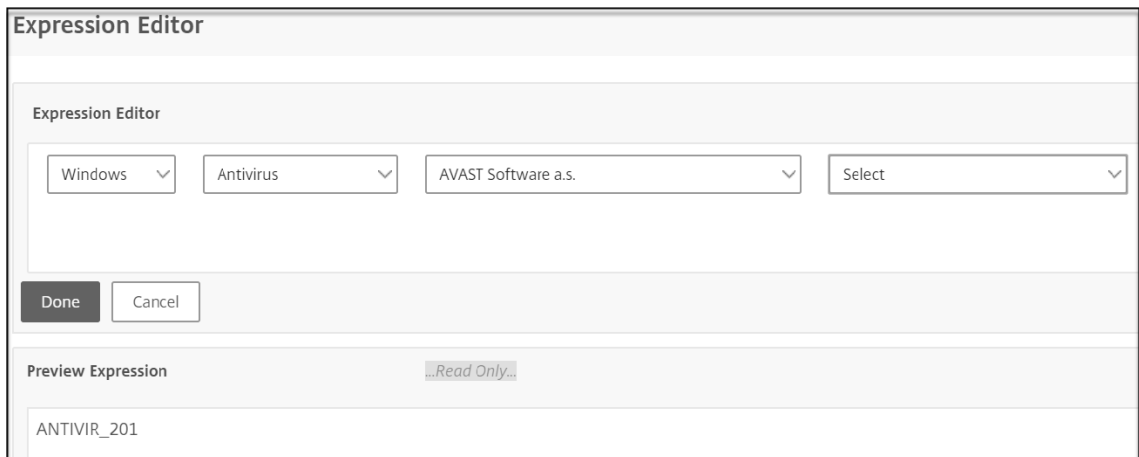 Expression Editor
Expression Editor
Windows Antivirus AVAST Software a.s. Select
Done Cancel
Preview Expression ...Read Only...
ANTIVIR_201